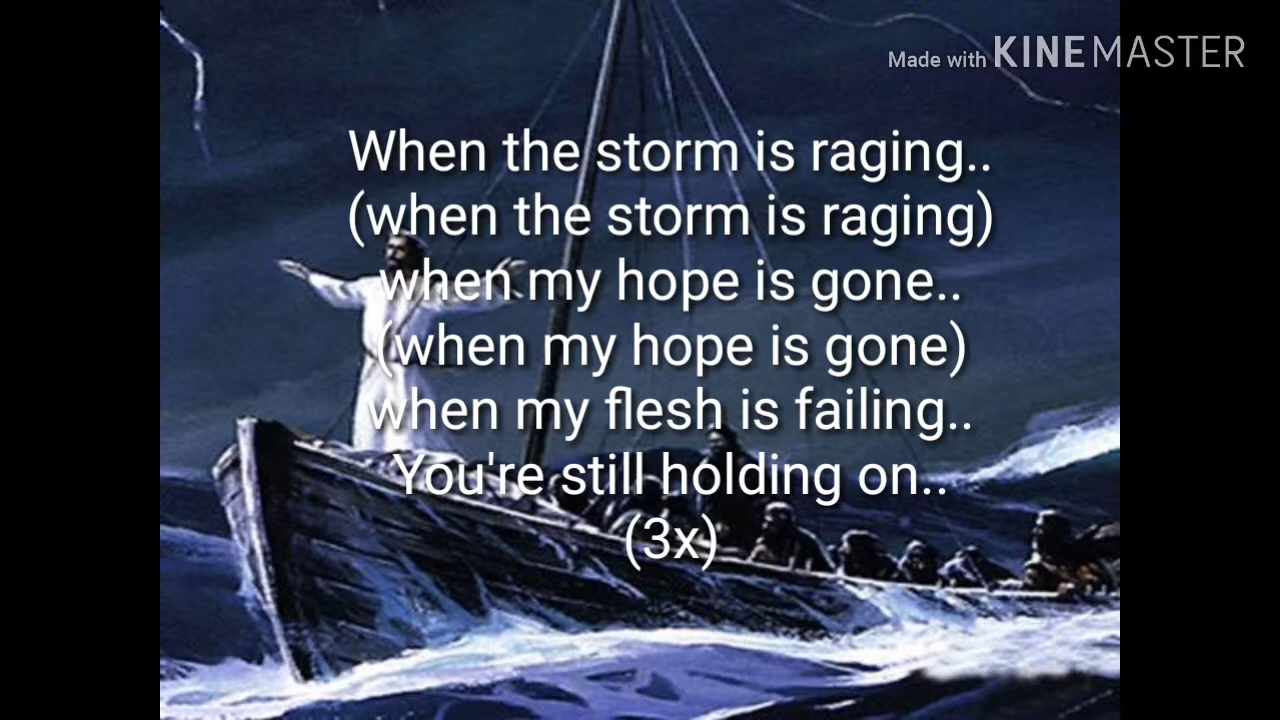 Made with KINEMASTER
When the storm is raging..
(when the storm is raging)
when my hope is gone..
(when my hope is gone)
when my flesh is failing..
You're still holding on..
(3x)